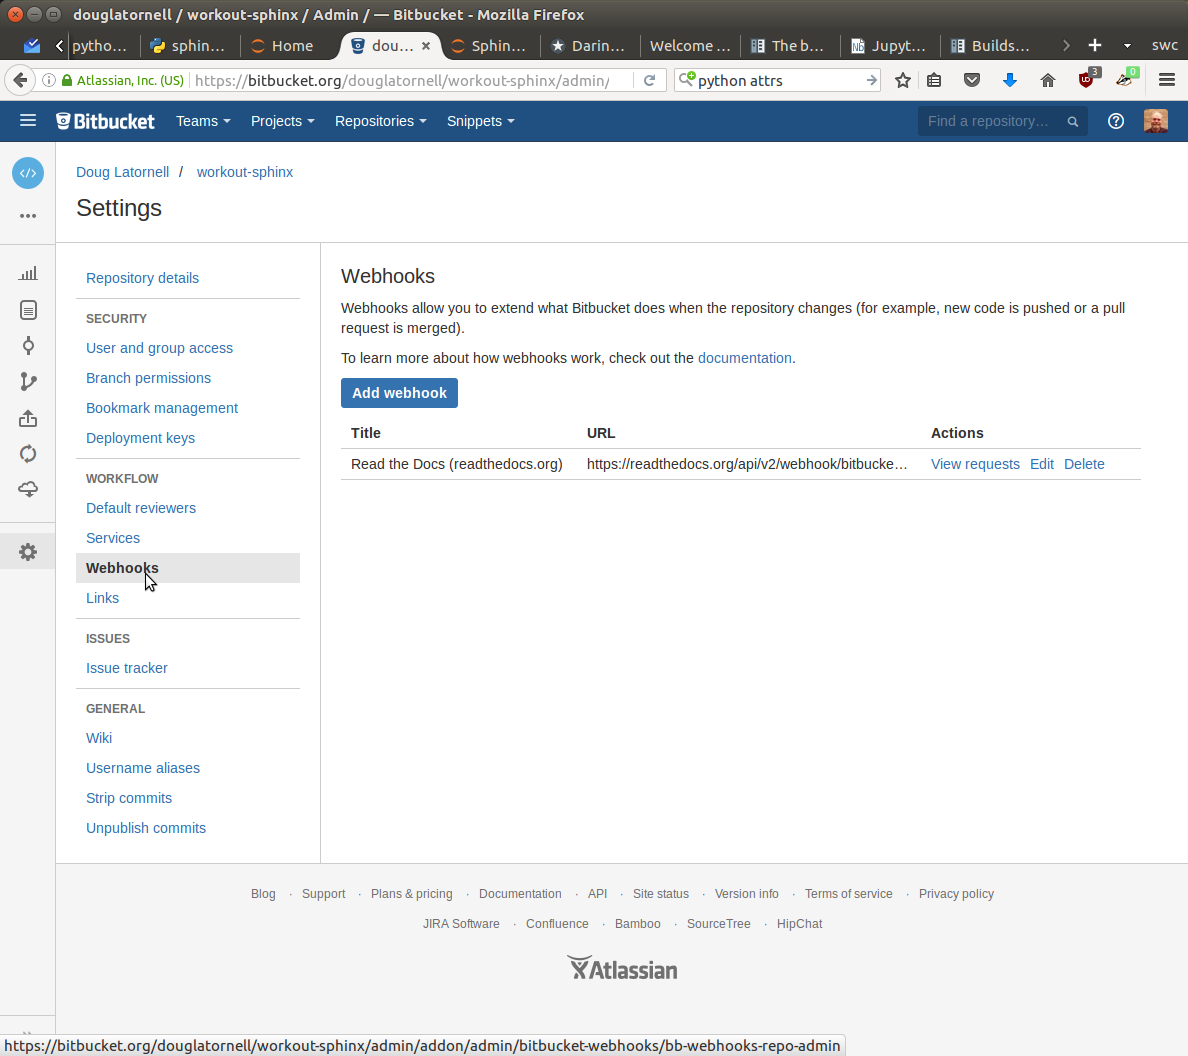 douglatornell / workout-sphinx / Admin / — Bitbucket - Mozilla Firefox
pytho... sphin... Home dou... Sphin... Darin... Welcome ... The b... Jupyt... Builds... swc
Atlassian, Inc. (US) https://bitbucket.org/douglatornell/workout-sphinx/admin/ python attrs 3 0
Bitbucket Teams Projects Repositories Snippets Find a repository...
Doug Latornell / workout-sphinx
Settings
Repository details
SECURITY
User and group access
Branch permissions
Bookmark management
Deployment keys
WORKFLOW
Default reviewers
Services
Webhooks
Links
ISSUES
Issue tracker
GENERAL
Wiki
Username aliases
Strip commits
Unpublish commits
Webhooks
Webhooks allow you to extend what Bitbucket does when the repository changes (for example, new code is pushed or a pull
request is merged).
To learn more about how webhooks work, check out the documentation.
Add webhook
Title URL Actions
Read the Docs (readthedocs.org) https://readthedocs.org/api/v2/webhook/bitbucke... View requests Edit Delete
Blog · Support · Plans & pricing · Documentation · API · Site status · Version info · Terms of service · Privacy policy
JIRA Software · Confluence · Bamboo · SourceTree · HipChat
Atlassian
https://bitbucket.org/douglatornell/workout-sphinx/admin/addon/admin/bitbucket-webhooks/bb-webhooks-repo-admin